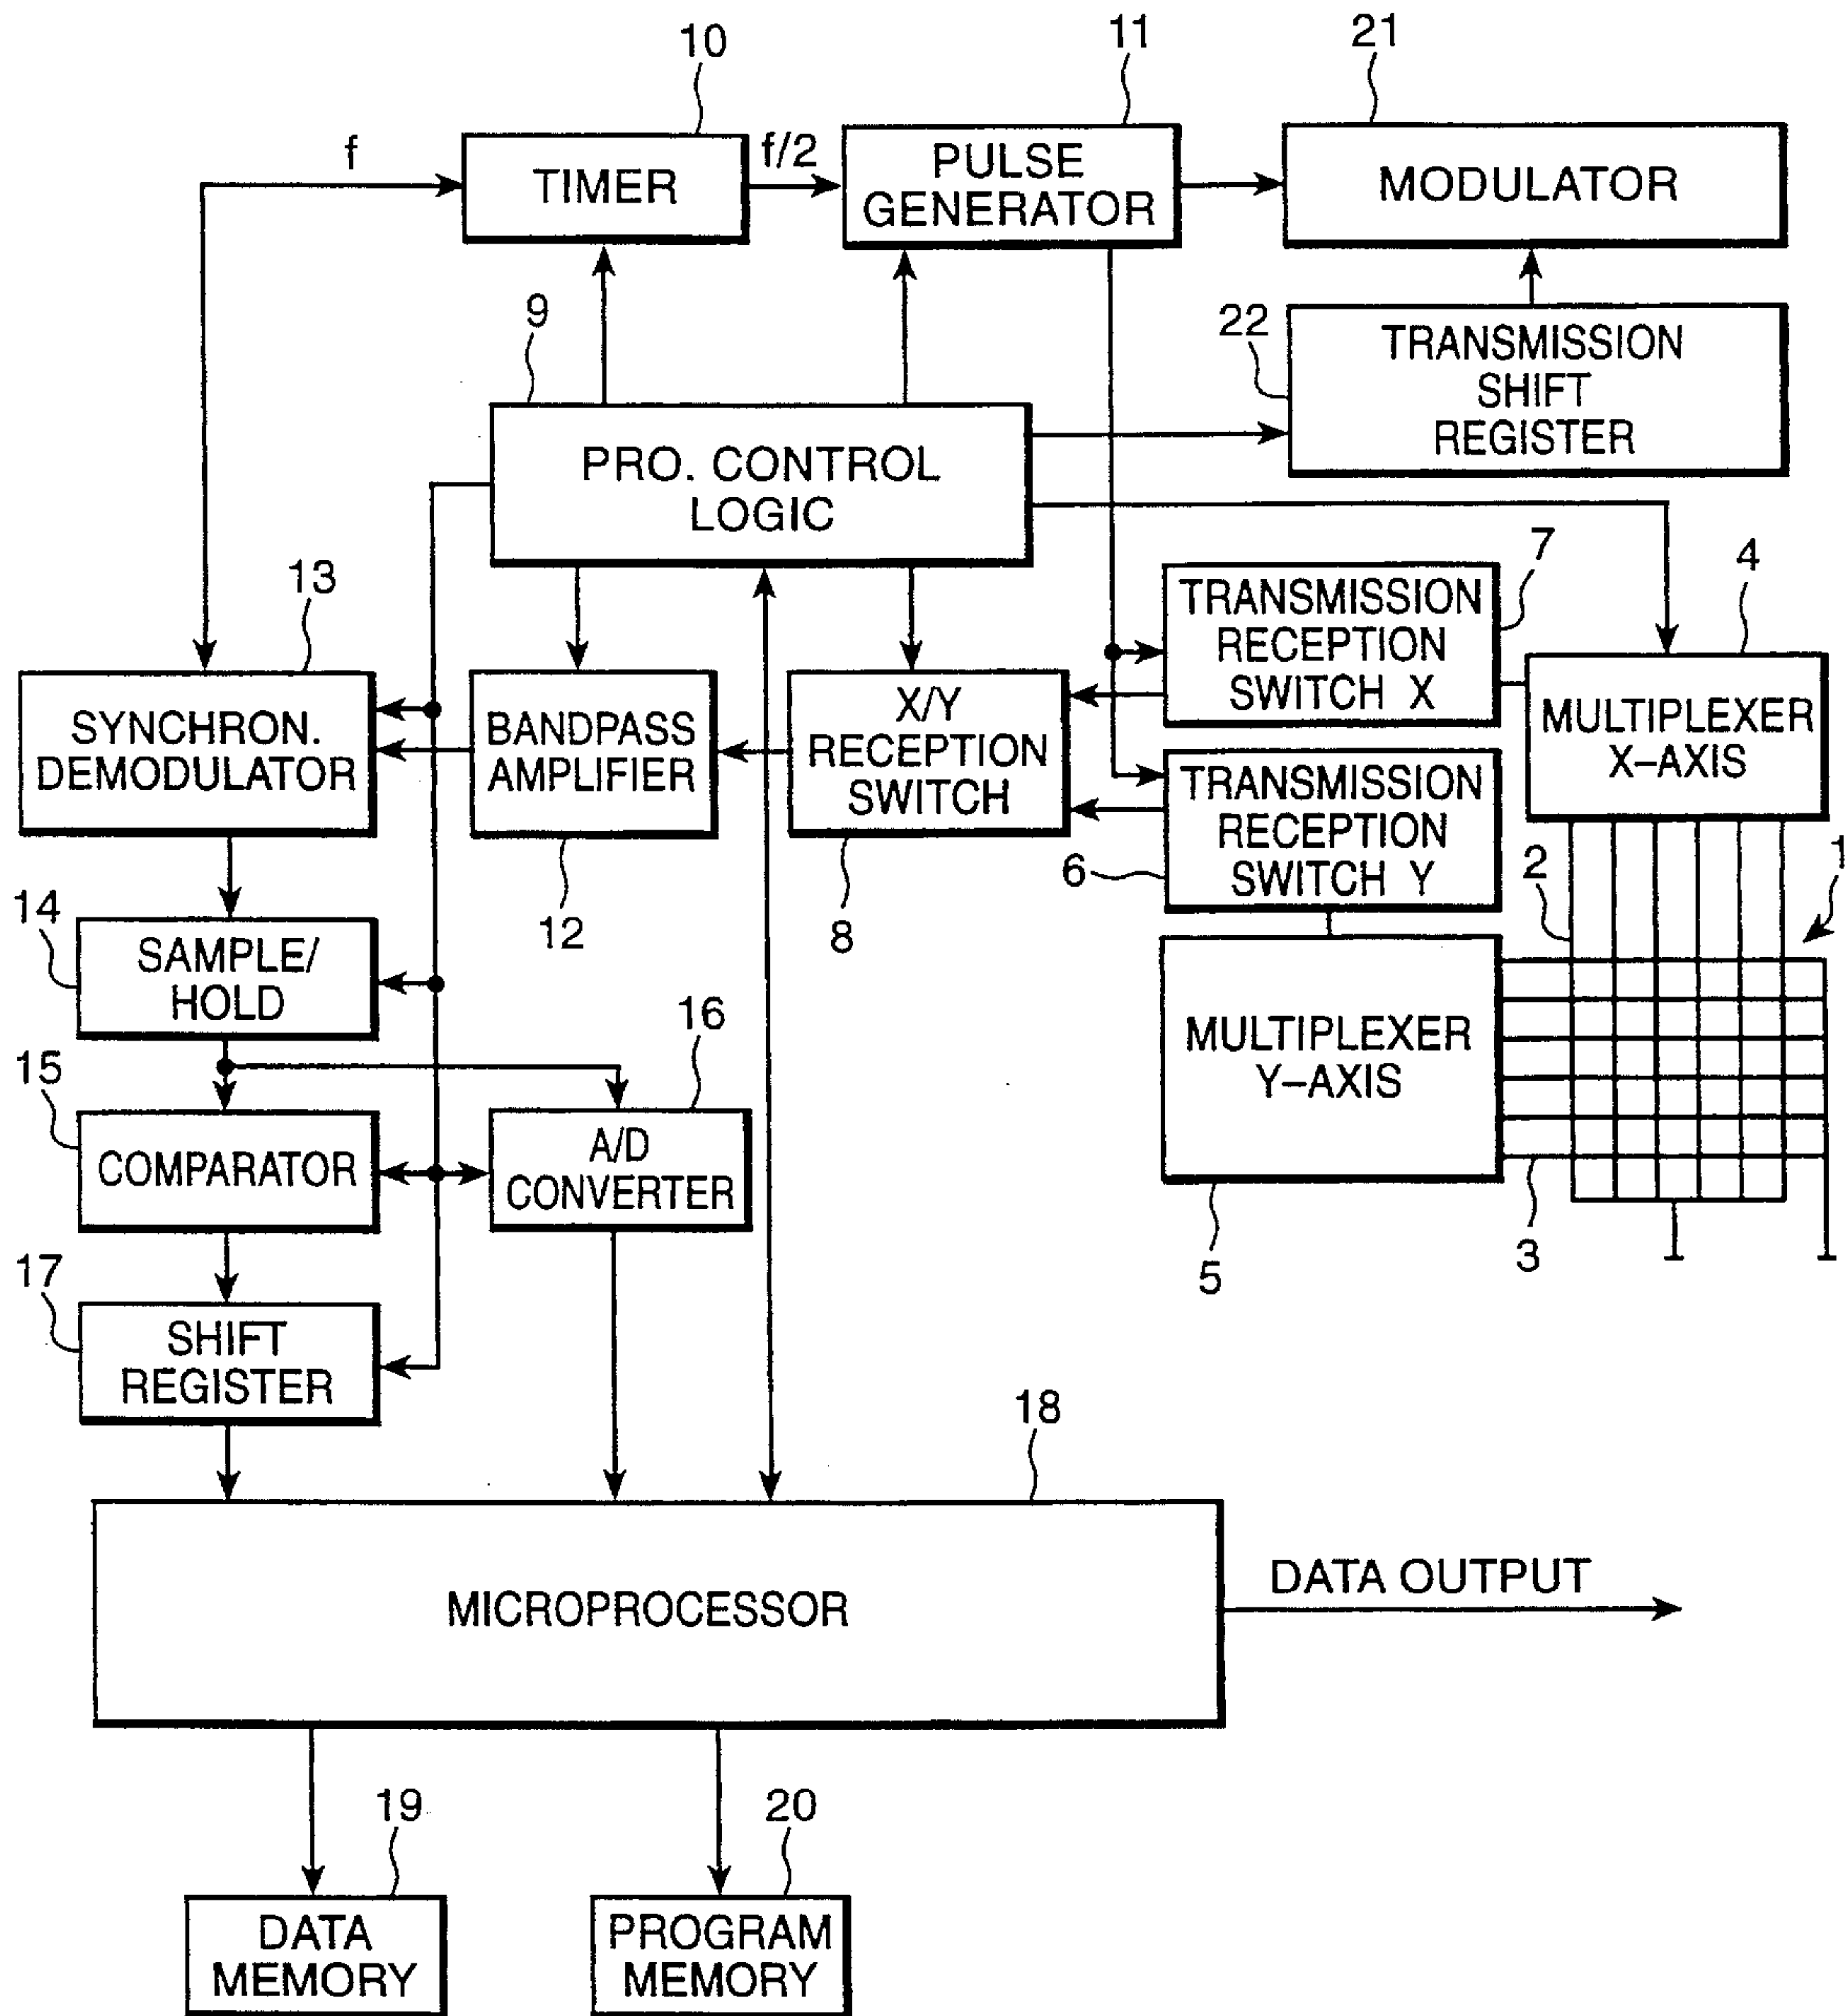 10
11
21
f
TIMER
f/2
PULSE
GENERATOR
MODULATOR
9
22
TRANSMISSION
SHIFT
REGISTER
PRO. CONTROL
LOGIC
13
7
4
TRANSMISSION
RECEPTION
SWITCH X
SYNCHRON.
DEMODULATOR
BANDPASS
AMPLIFIER
X/Y
RECEPTION
SWITCH
MULTIPLEXER
X–AXIS
TRANSMISSION
RECEPTION
SWITCH Y
6
2
1
14
12
8
SAMPLE/
HOLD
16
MULTIPLEXER
Y–AXIS
15
COMPARATOR
A/D
CONVERTER
3
5
17
SHIFT
REGISTER
18
MICROPROCESSOR
DATA OUTPUT
19
20
DATA
MEMORY
PROGRAM
MEMORY